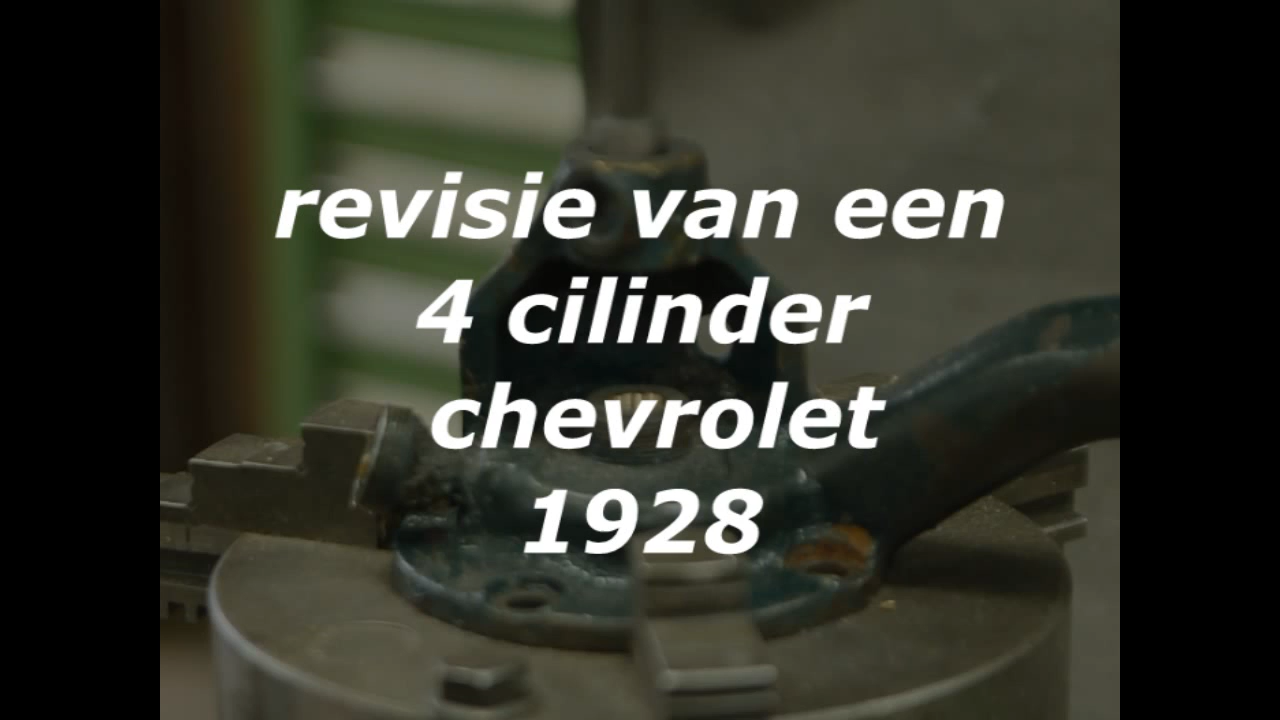 revisie van een
4 cilinder
chevrolet
1928